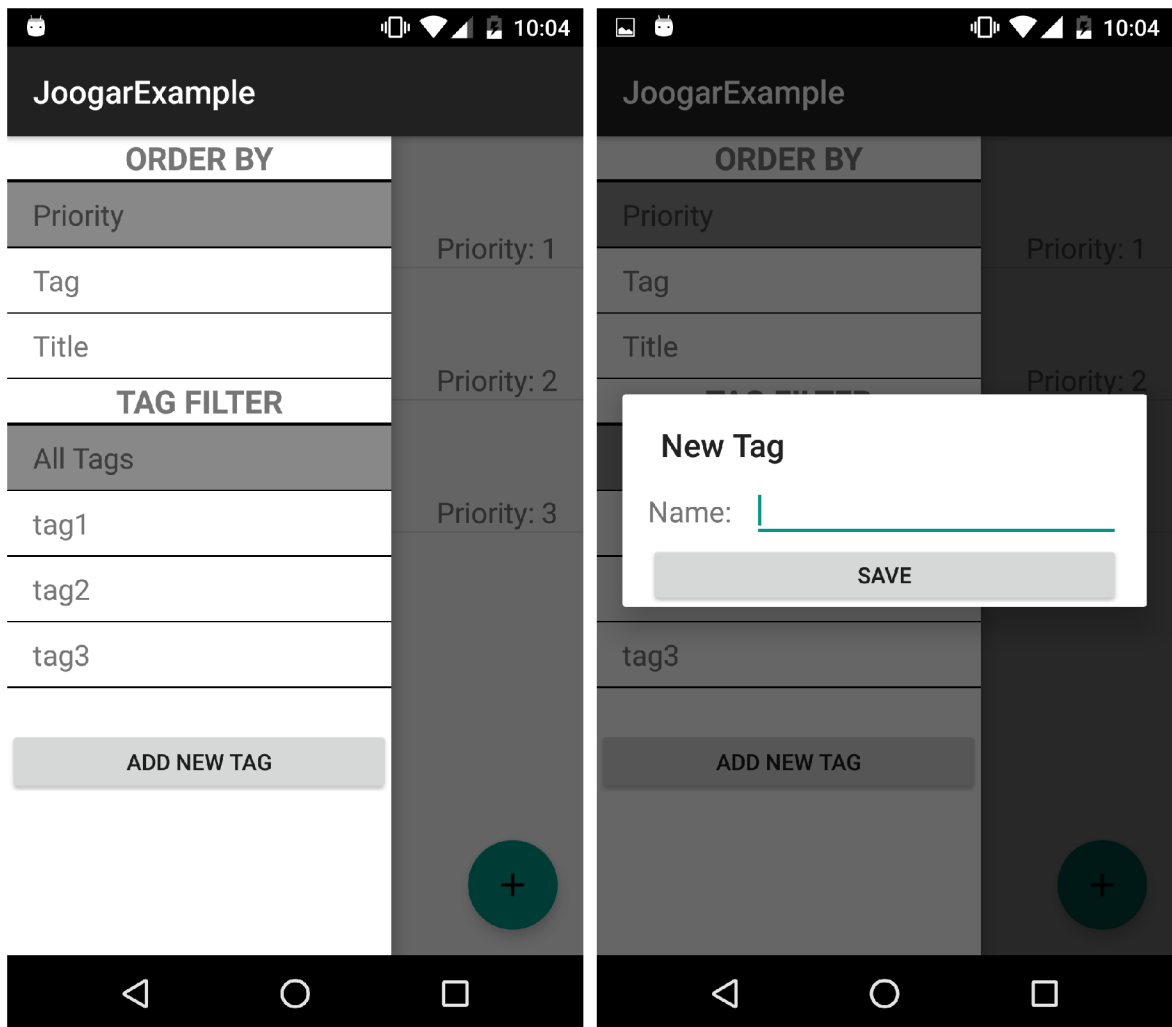 10:04
JoogarExample
ORDER BY
Priority
Priority: 1
Tag
Title
Priority: 2
TAG FILTER
All Tags
Priority: 3
tag1
tag2
tag3
ADD NEW TAG
+
10:04
JoogarExample
ORDER BY
Priority
Priority: 1
Tag
Title
Priority: 2
TAG FILTER
New Tag
Name:
SAVE
tag3
ADD NEW TAG
+